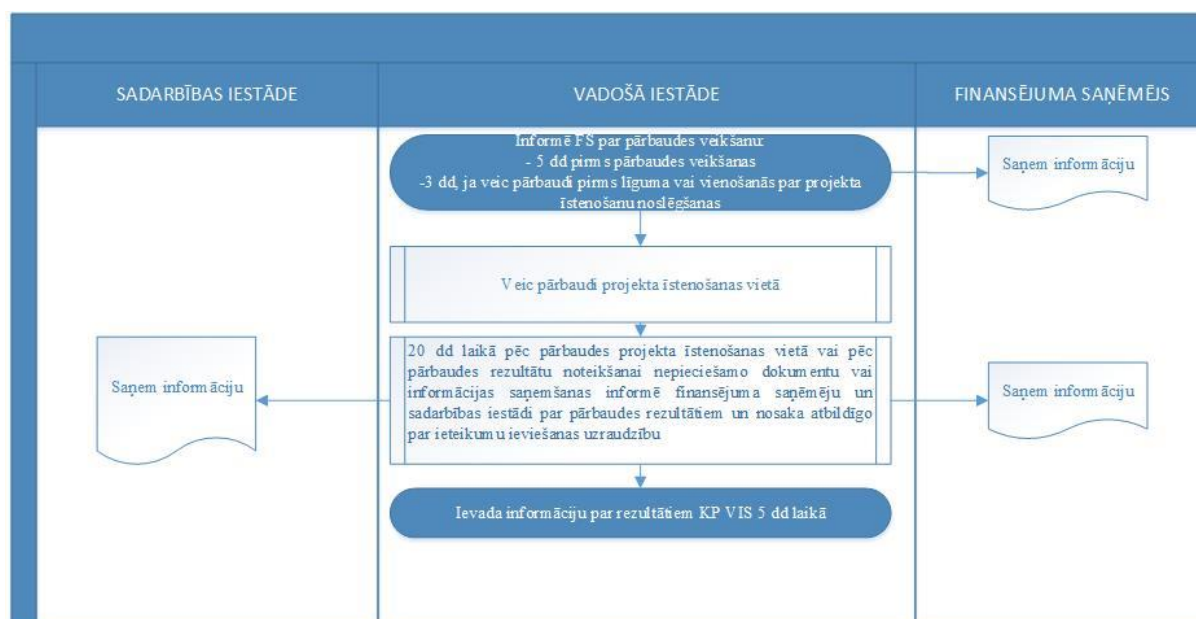 SADARBĪBAS IESTĀDE
VADOŠĀ IESTĀDE
FINANSĒJUMA SAŅĒMĒJS
Informē FS par pārbaudes veikšanu:
- 5 dd pirms pārbaudes veikšanas
-3 dd, ja veic pārbaudi pirms līguma vai vienošanās par projekta
īstenošanu noslēgšanas
Saņem informāciju
Veic pārbaudi projekta īstenošanas vietā
Saņem informāciju
20 dd laikā pēc pārbaudes projekta īstenošanas vietā vai pēc
pārbaudes rezultātu noteikšanai nepieciešamo dokumentu vai
informācijas saņemšanas informē finansējuma saņēmēju un
sadarbības iestādi par pārbaudes rezultātiem un nosaka atbildīgo
par ieteikumu ieviešanas uzraudzību
Saņem informāciju
Ievada informāciju par rezultātiem KP VIS 5 dd laikā